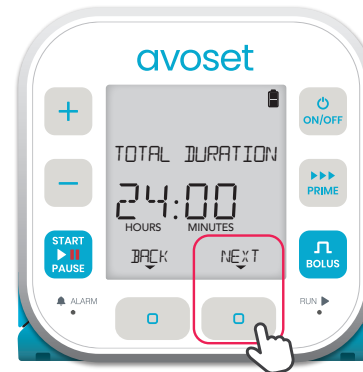 avoset
+
ON/OFF
TOTAL DURATION
−
PRIME
24:00
HOURS MINUTES
START
PAUSE
BACK NEXT
BOLUS
ALARM
RUN